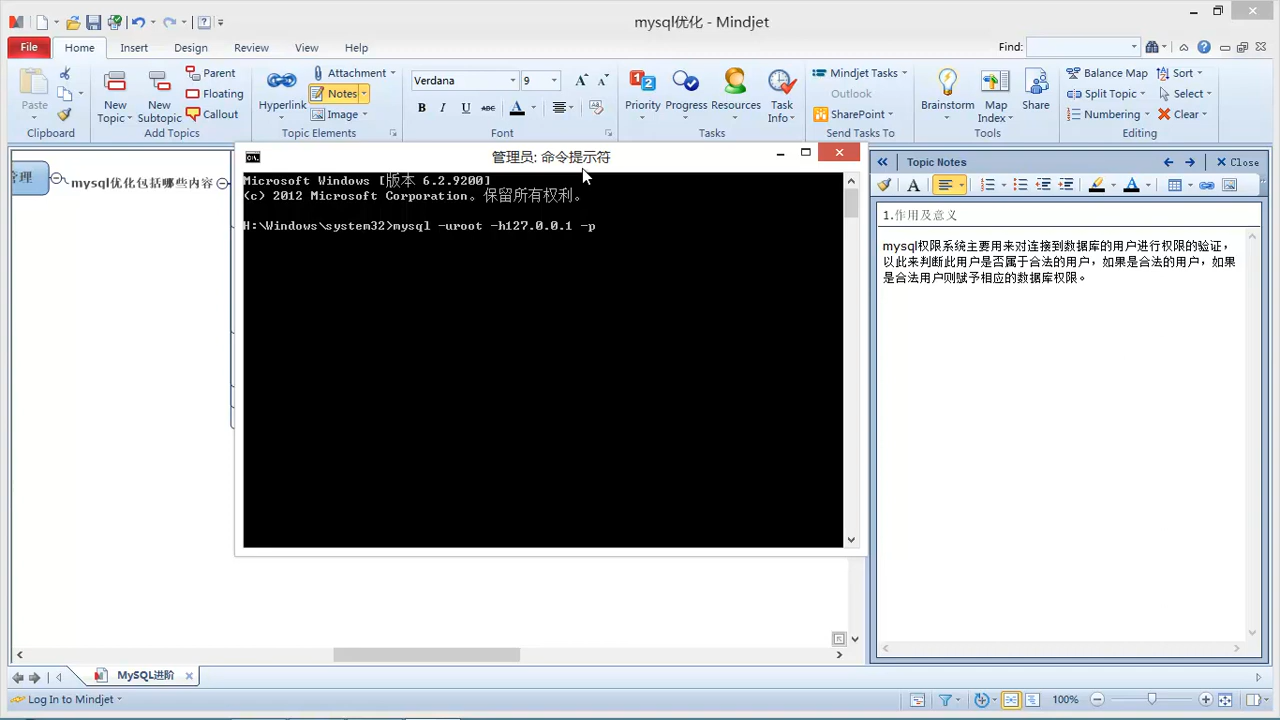 mysql优化 - Mindjet
File
Home
Insert
Design
Review
View
Help
Find:
Paste
Clipboard
New
Topic
New
Subtopic
Parent
Floating
Callout
Add Topics
Hyperlink
Attachment
Notes
Image
Topic Elements
Verdana
9
B I U abc A
Font
Priority
Progress
Resources
Task
Info
Tasks
Mindjet Tasks
Outlook
SharePoint
Send Tasks To
Brainstorm
Map
Index
Share
Tools
Balance Map
Split Topic
Numbering
Sort
Select
Clear
Editing
管理
mysql优化包括哪些内容
管理员: 命令提示符
Microsoft Windows [版本 6.2.9200]
(c) 2012 Microsoft Corporation。保留所有权利。
H:\Windows\system32>mysql -uroot -h127.0.0.1 -p
Topic Notes
Close
1.作用及意义
mysql权限系统主要用来对连接到数据库的用户进行权限的验证，
以此来判断此用户是否属于合法的用户，如果是合法的用户，如果
是合法用户则赋予相应的数据库权限。
MySQL进阶
Log In to Mindjet
100%